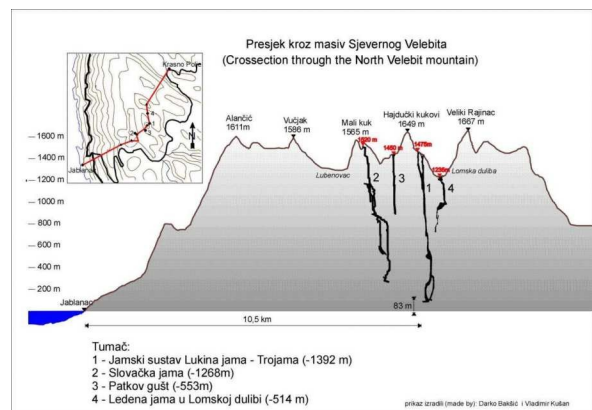 Presjek kroz masiv Sjevernog Velebita
(Crossection through the North Velebit mountain)
Krasno Polje
Jablanac
N
Alančić
1611m
Vučjak
1586 m
Mali kuk
1565 m
Hajdučki kukovi
1649 m
Veliki Rajinac
1667 m
1520 m
1450 m
1475m
1235m
Lubenovac
Lomska duliba
2
3
1
4
1600 m
1400 m
1200 m
1000 m
800 m
600 m
400 m
200 m
Jablanac
83 m
10,5 km
Tumač:
1 - Jamski sustav Lukina jama - Trojama (-1392 m)
2 - Slovačka jama (-1268m)
3 - Patkov gušt (-553m)
4 - Ledena jama u Lomskoj dulibi (-514 m)
prikaz izradili (made by): Darko Bakšić i Vladimir Kušan